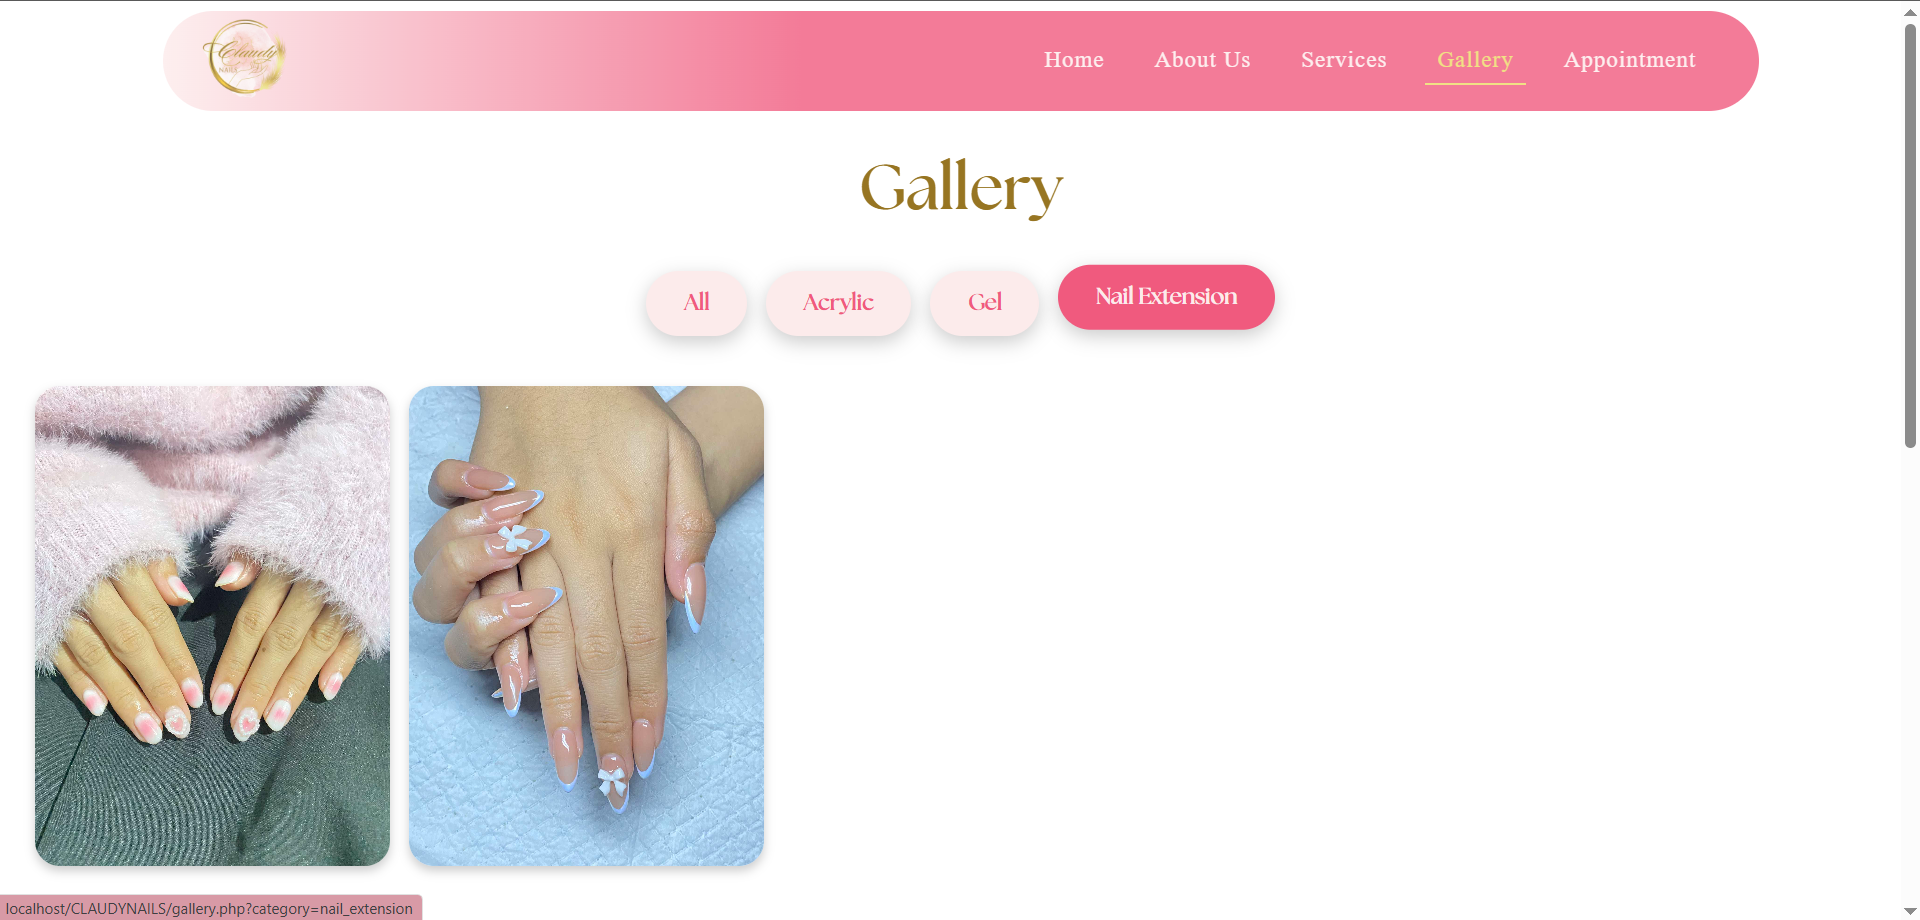 Claudy
NAILS
Home About Us Services Gallery Appointment
Gallery
All Acrylic Gel Nail Extension
localhost/CLAUDYNAILS/gallery.php?category=nail_extension